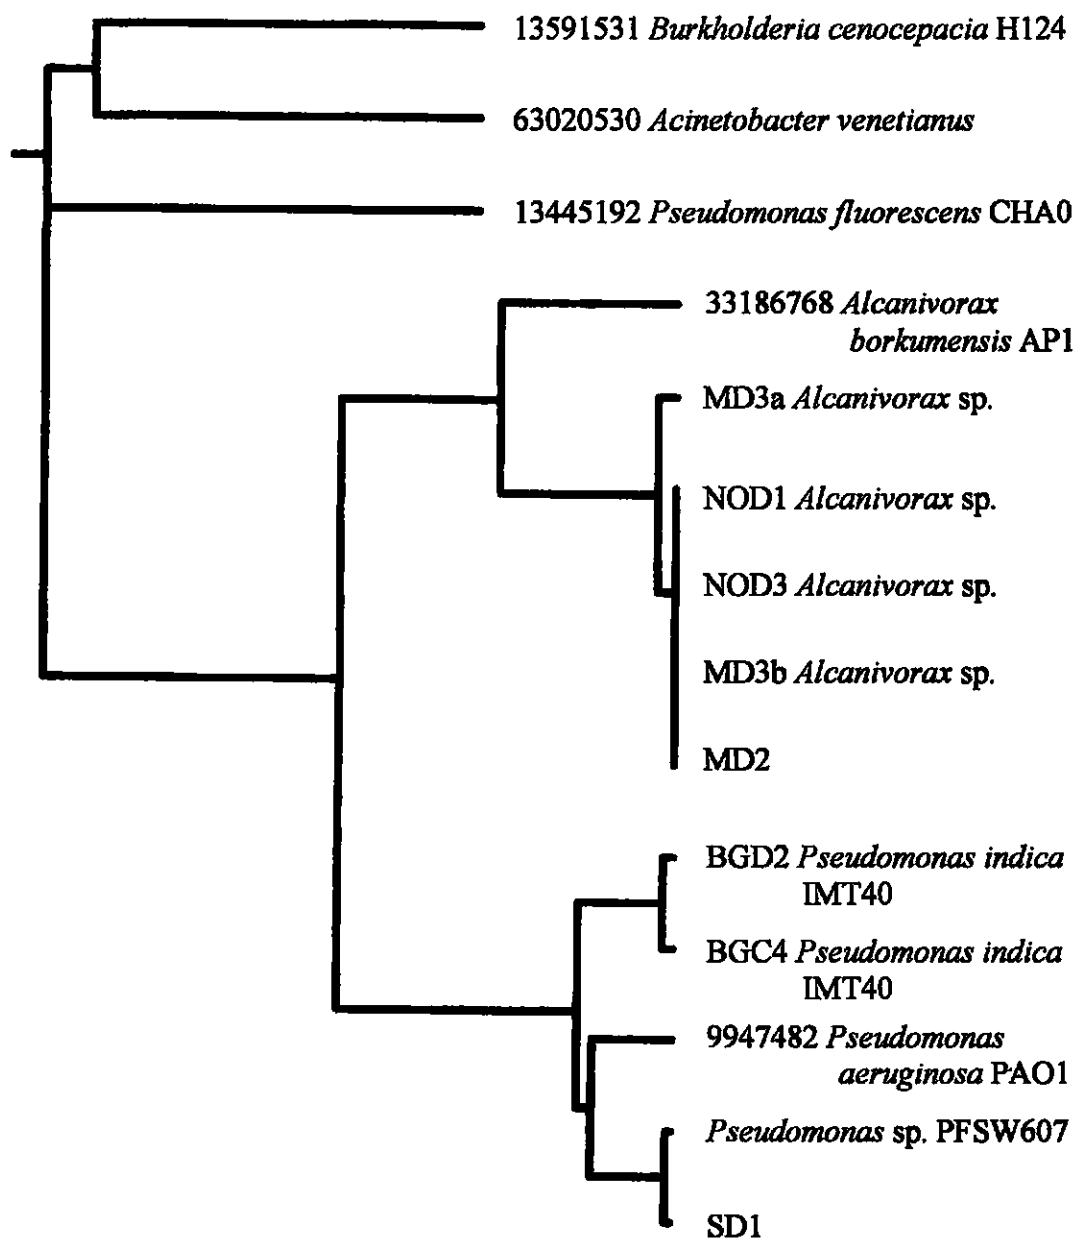 13591531 Burkholderia cenocepacia H124
63020530 Acinetobacter venetianus
13445192 Pseudomonas fluorescens CHA0
33186768 Alcanivorax
borkumensis AP1
MD3a Alcanivorax sp.
NOD1 Alcanivorax sp.
NOD3 Alcanivorax sp.
MD3b Alcanivorax sp.
MD2
BGD2 Pseudomonas indica
IMT40
BGC4 Pseudomonas indica
IMT40
9947482 Pseudomonas
aeruginosa PAO1
Pseudomonas sp. PFSW607
SD1